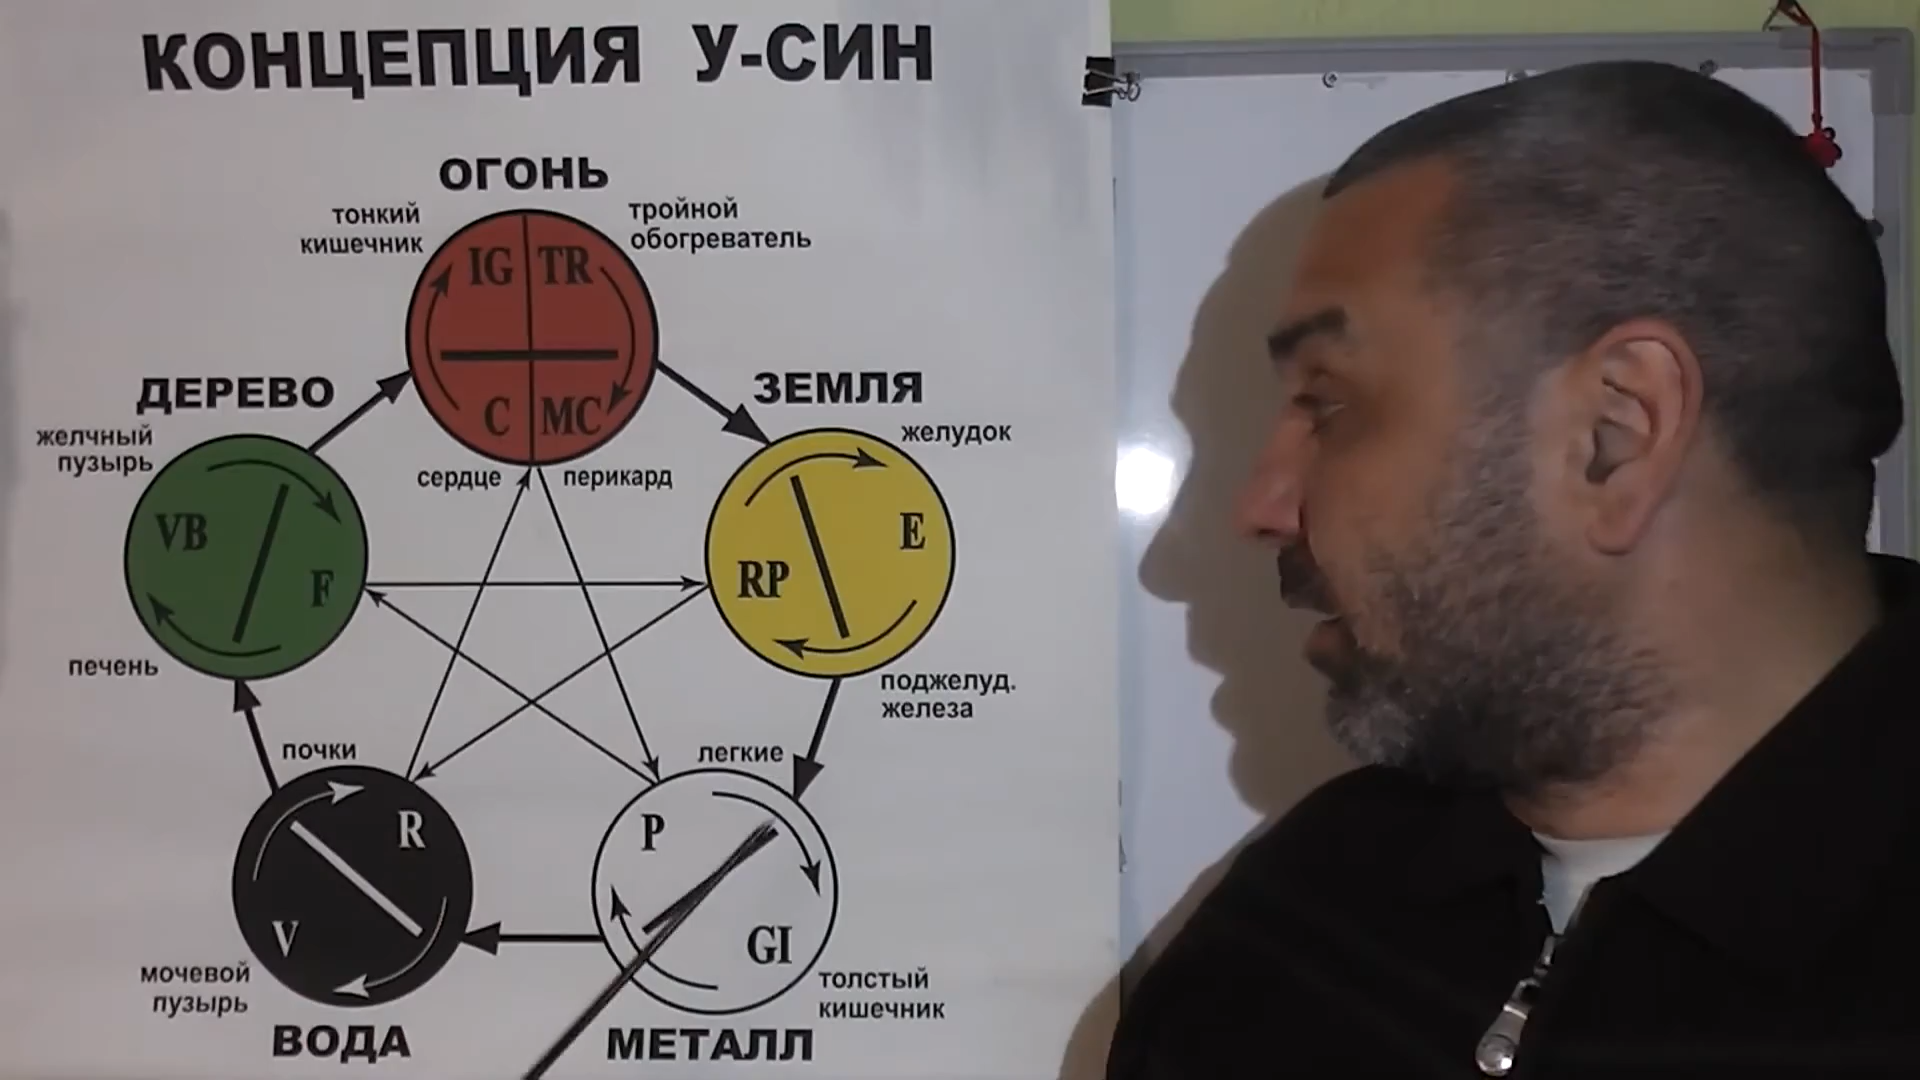 КОНЦЕПЦИЯ У-СИН
ОГОНЬ
тонкий
кишечник
тройной
обогреватель
IG
TR
C
MC
сердце
перикард
ДЕРЕВО
желчный
пузырь
VB
F
печень
ЗЕМЛЯ
желудок
E
RP
поджелуд.
железа
почки
R
V
мочевой
пузырь
ВОДА
легкие
P
GI
толстый
кишечник
МЕТАЛЛ